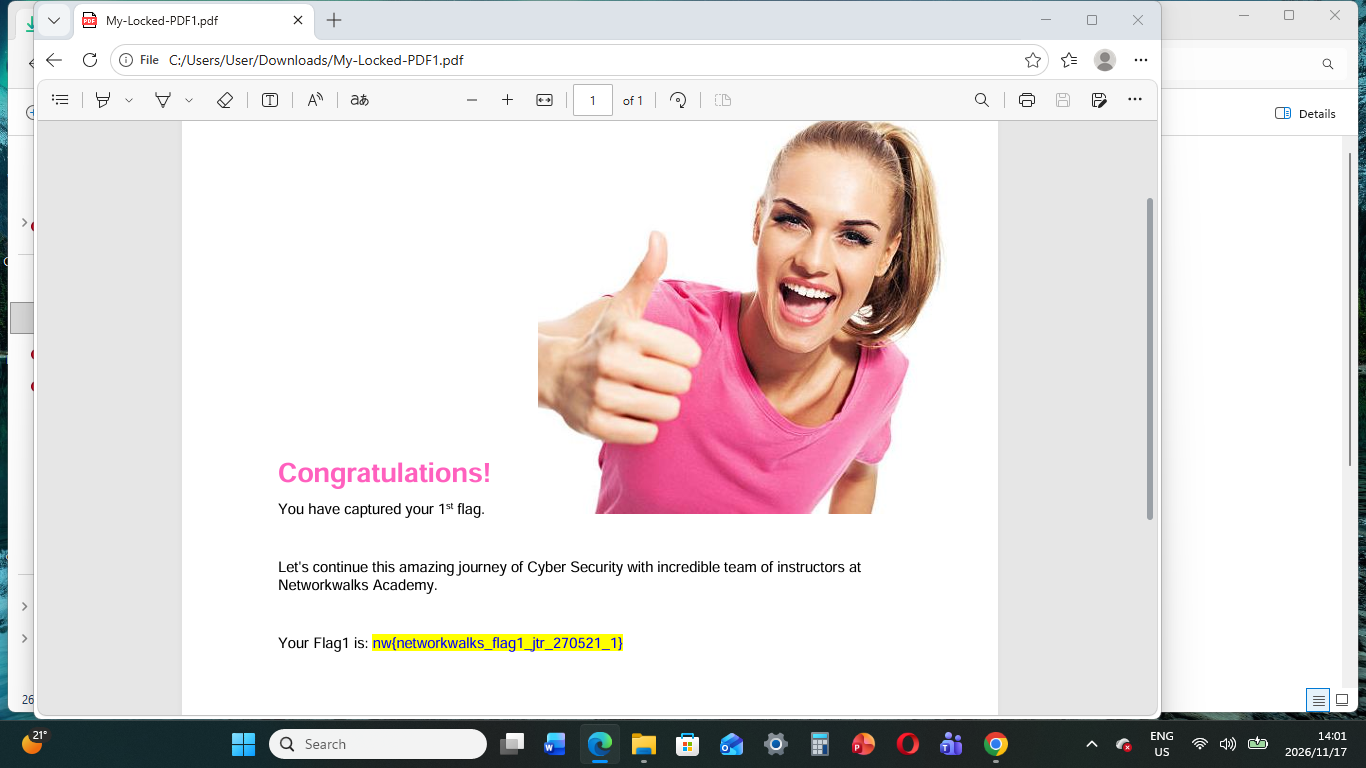 My-Locked-PDF1.pdf
File C:/Users/User/Downloads/My-Locked-PDF1.pdf
1 of 1
Details
Congratulations!
You have captured your 1st flag.
Let's continue this amazing journey of Cyber Security with incredible team of instructors at
Networkwalks Academy.
Your Flag1 is: nw{networkwalks_flag1_jtr_270521_1}
26
21°
Search
ENG
US
14:01
2026/11/17